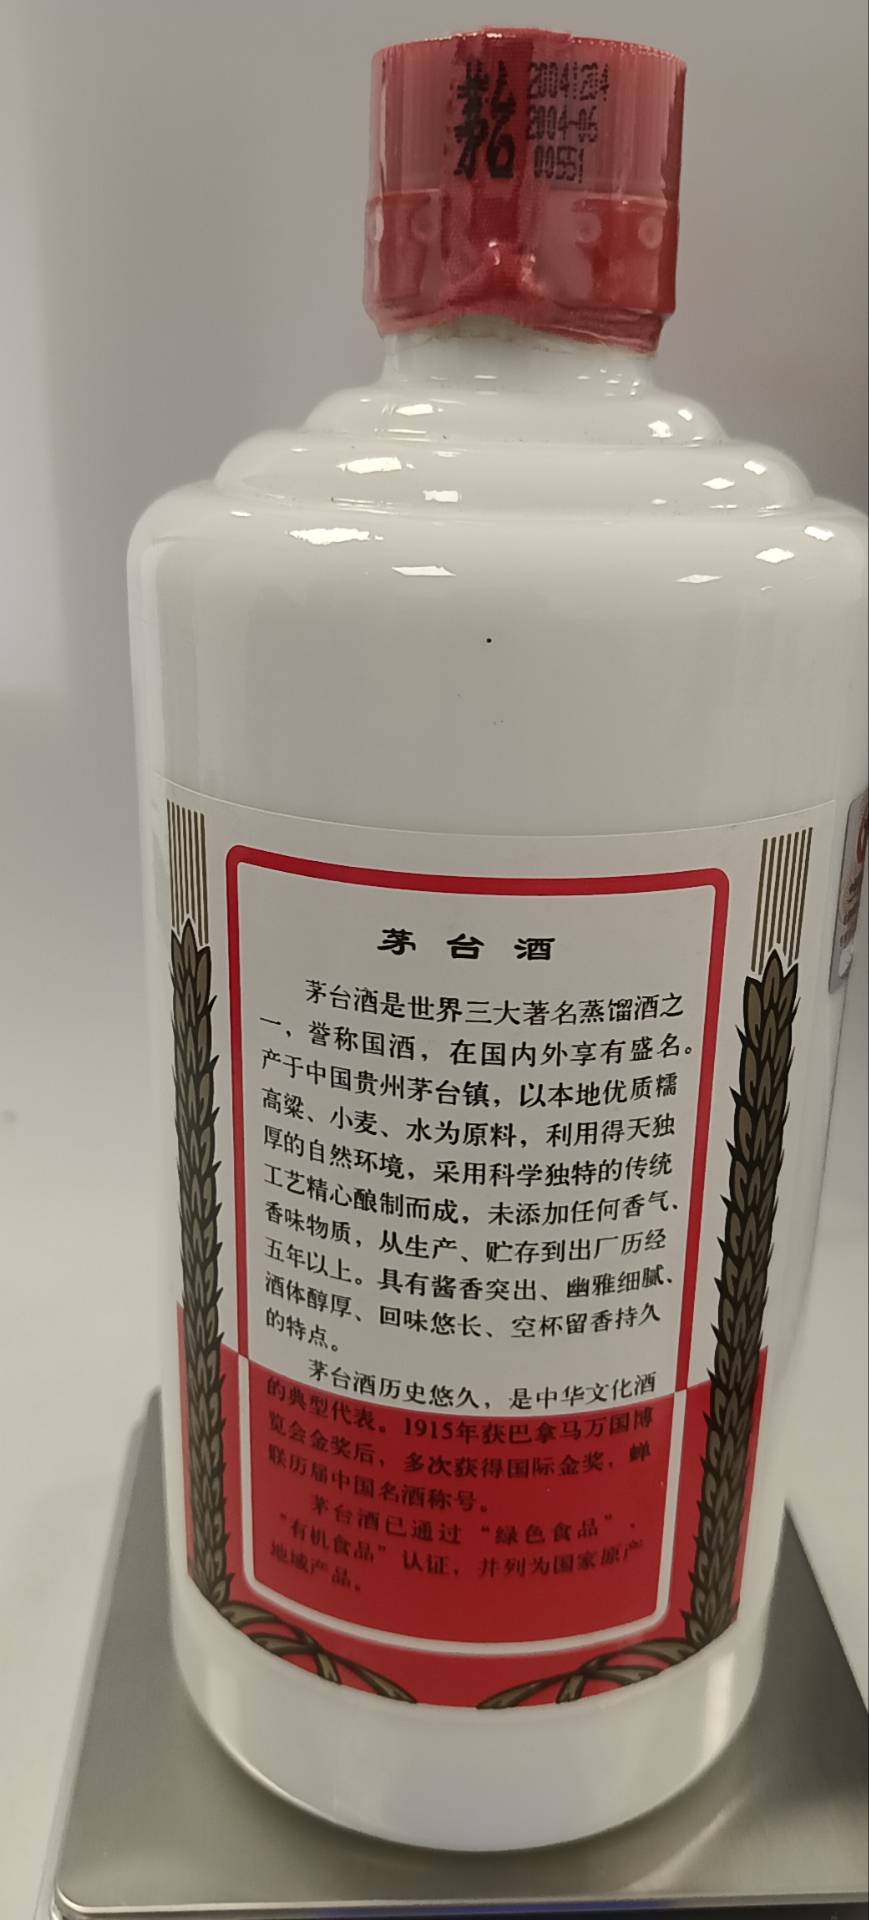 茅台
20041204
2004-06
00551
茅台酒
茅台酒是世界三大著名蒸馏酒之
一，誉称国酒，在国内外享有盛名。
产于中国贵州茅台镇，以本地优质糯
高粱、小麦、水为原料，利用得天独
厚的自然环境，采用科学独特的传统
工艺精心酿制而成，未添加任何香气、
香味物质，从生产、贮存到出厂历经
五年以上。具有酱香突出、幽雅细腻、
酒体醇厚、回味悠长、空杯留香持久
的特点。
茅台酒历史悠久，是中华文化酒
的典型代表。1915年获巴拿马万国博
览会金奖后，多次获得国际金奖，蝉
联历届中国名酒称号。
茅台酒已通过“绿色食品”、
“有机食品”认证，并列为国家原产
地域产品。